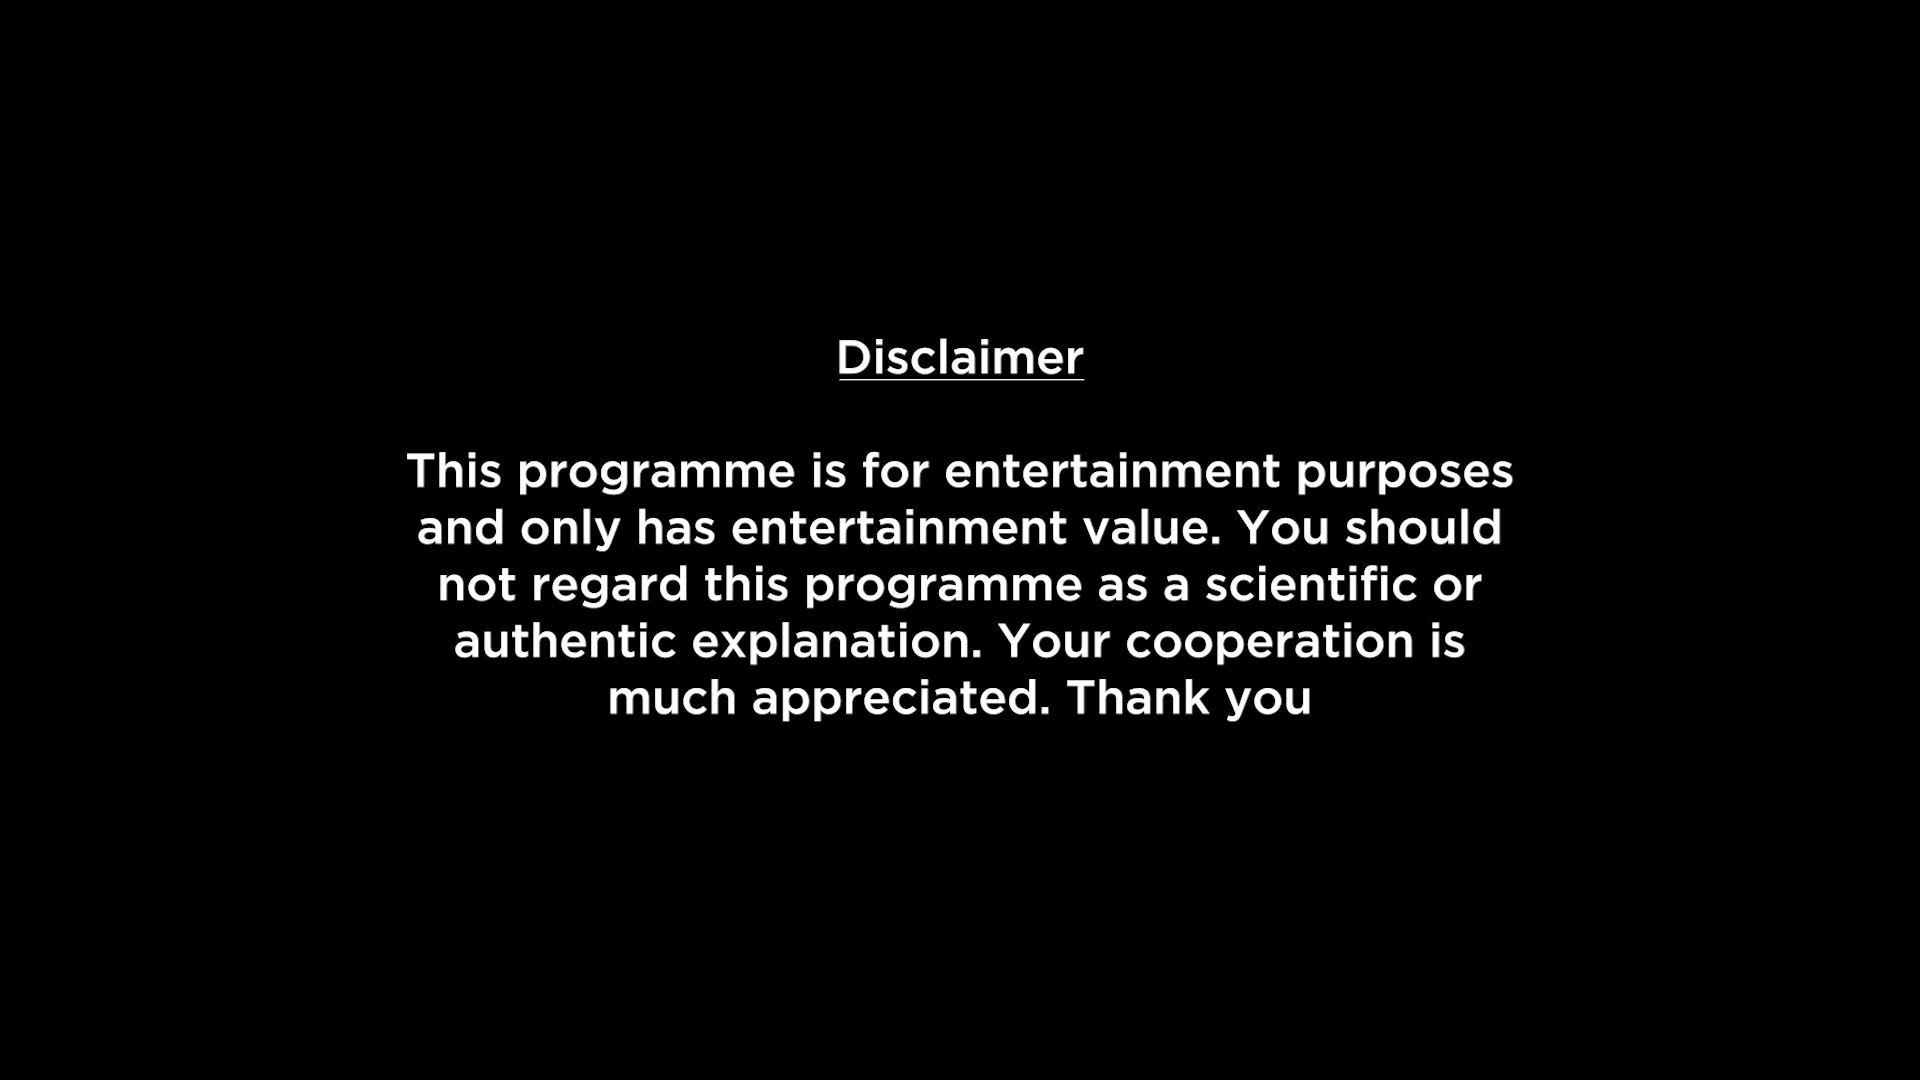 Disclaimer
This programme is for entertainment purposes
and only has entertainment value. You should
not regard this programme as a scientific or
authentic explanation. Your cooperation is
much appreciated. Thank you